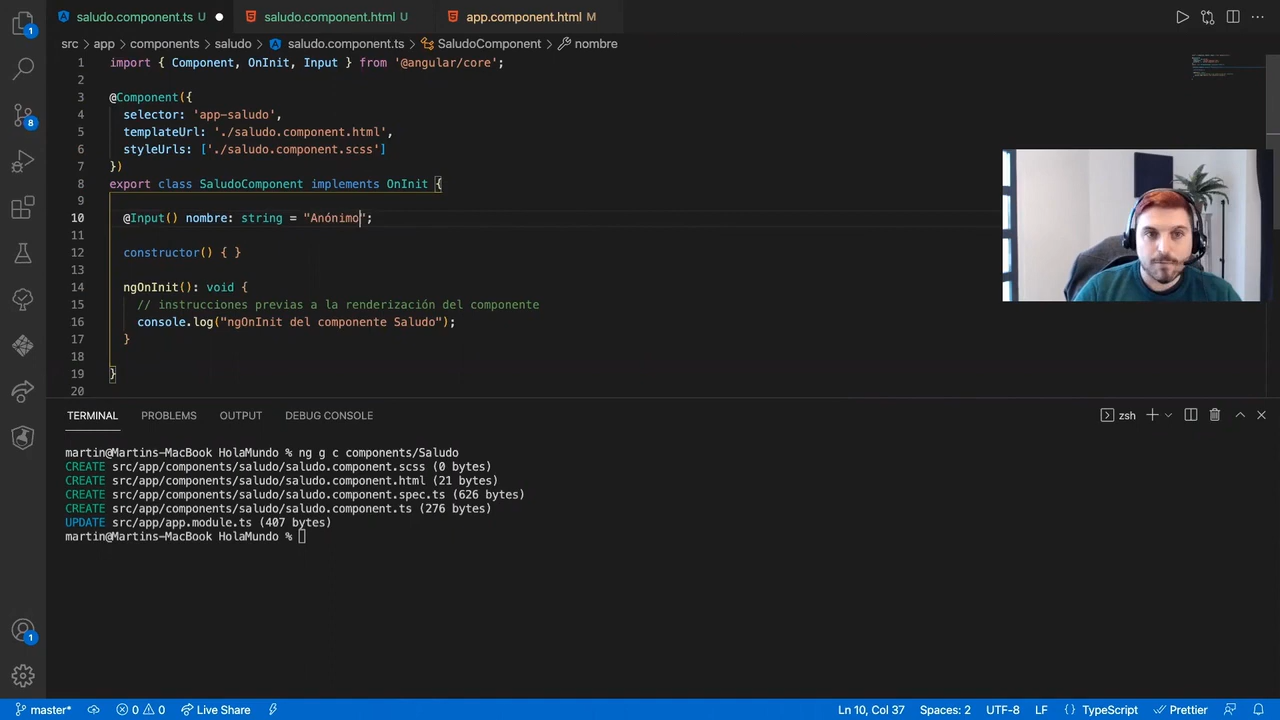 saludo.component.ts U
saludo.component.html U
app.component.html M
src > app > components > saludo > saludo.component.ts > SaludoComponent > nombre
1 import { Component, OnInit, Input } from '@angular/core';
2
3 @Component({
4 selector: 'app-saludo',
5 templateUrl: './saludo.component.html',
6 styleUrls: ['./saludo.component.scss']
7 })
8 export class SaludoComponent implements OnInit {
9
10 @Input() nombre: string = "Anónimo";
11
12 constructor() { }
13
14 ngOnInit(): void {
15 // instrucciones previas a la renderización del componente
16 console.log("ngOnInit del componente Saludo");
17 }
18
19 }
20
TERMINAL PROBLEMS OUTPUT DEBUG CONSOLE
zsh
martin@Martins-MacBook HolaMundo % ng g c components/Saludo
CREATE src/app/components/saludo/saludo.component.scss (0 bytes)
CREATE src/app/components/saludo/saludo.component.html (21 bytes)
CREATE src/app/components/saludo/saludo.component.spec.ts (626 bytes)
CREATE src/app/components/saludo/saludo.component.ts (276 bytes)
UPDATE src/app/app.module.ts (407 bytes)
martin@Martins-MacBook HolaMundo %
1
8
1
master* 0 0 Live Share Ln 10, Col 37 Spaces: 2 UTF-8 LF { } TypeScript Prettier